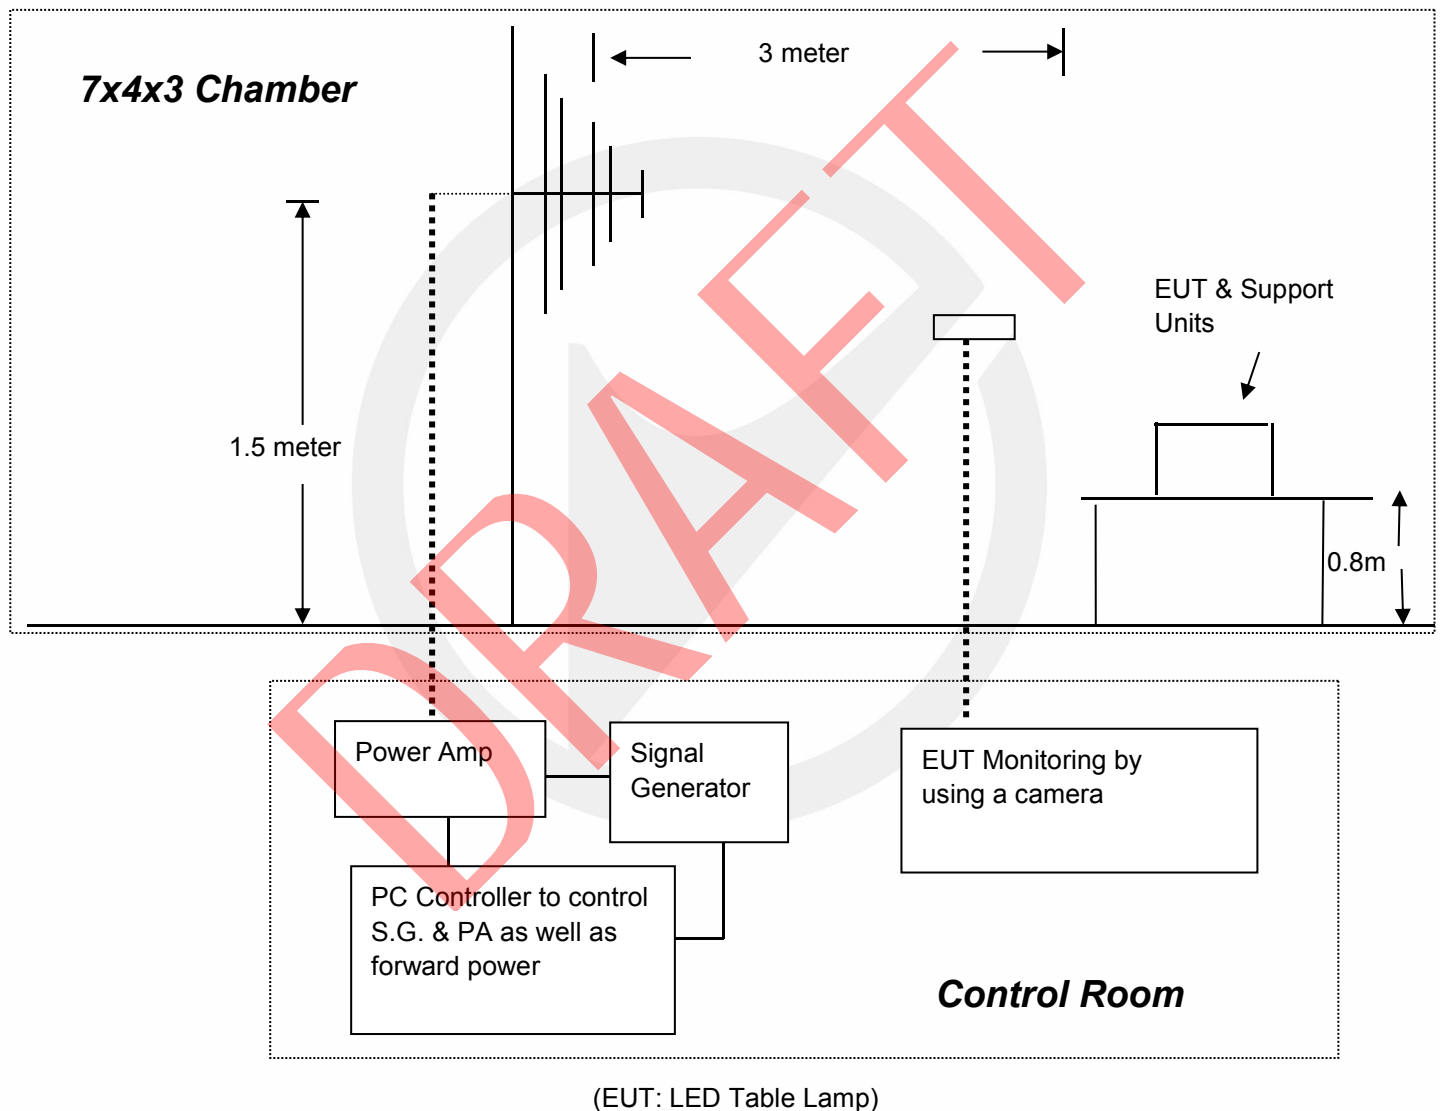 3 meter
7x4x3 Chamber
EUT & Support
Units
1.5 meter
0.8m
Power Amp
Signal
Generator
EUT Monitoring by
using a camera
PC Controller to control
S.G. & PA as well as
forward power
Control Room
(EUT: LED Table Lamp)
DRAFT